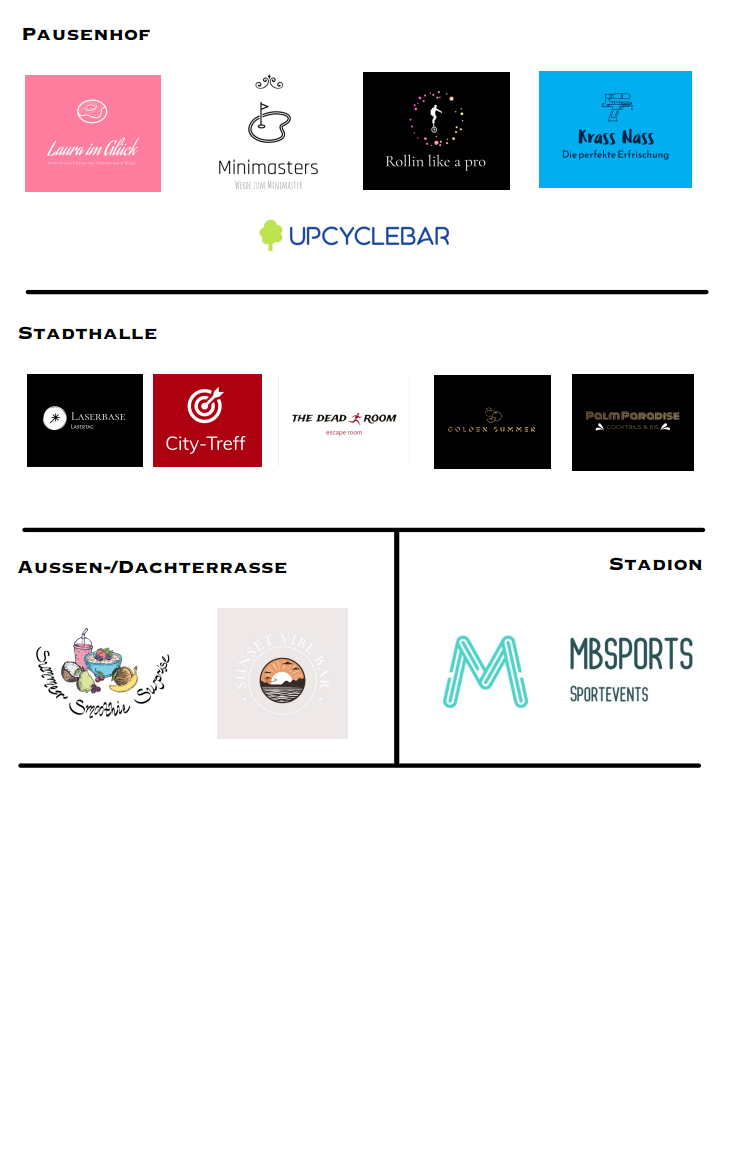 Pausenhof
Laura im Glück
Minimasters
Werde zum Minimaster
Rollin like a pro
Krass Nass
Die perfekte Erfrischung
UPCYCLEBAR
Stadthalle
Laserbase
Lasertag
City-Treff
THE DEAD ROOM
escape room
GOLDEN SUMMER
PALMPARADISE
COCKTAILS & EIS
Aussen-/Dachterrasse
Stadion
Summer Smoothie Surprise
SUNSET VIBE BAR
MBSPORTS
Sportevents